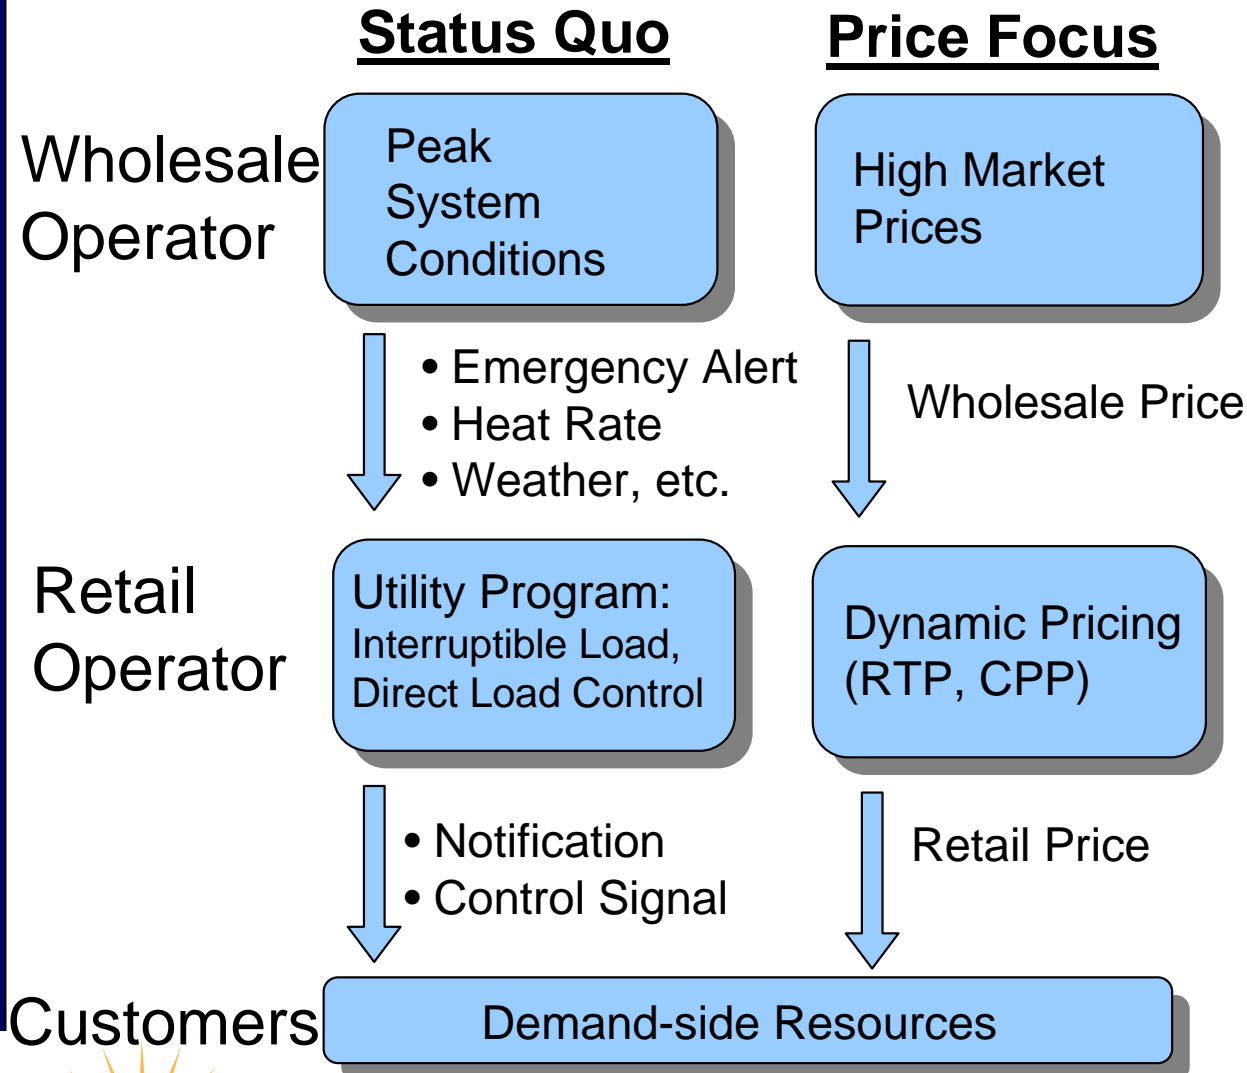 Status Quo
Price Focus
Wholesale
Operator
Peak
System
Conditions
High Market
Prices
• Emergency Alert
• Heat Rate
• Weather, etc.
Wholesale Price
Retail
Operator
Utility Program:
Interruptible Load,
Direct Load Control
Dynamic Pricing
(RTP, CPP)
• Notification
• Control Signal
Retail Price
Customers
Demand-side Resources